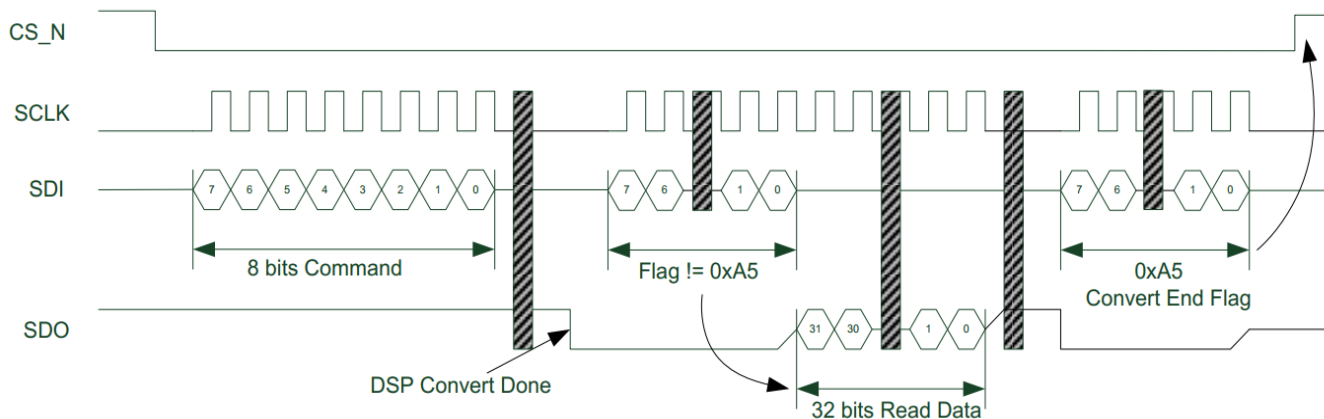 CS_N
SCLK
SDI
7 6 5 4 3 2 1 0
7 6 1 0
7 6 1 0
8 bits Command
Flag != 0xA5
0xA5
Convert End Flag
SDO
31 30 1 0
DSP Convert Done
32 bits Read Data